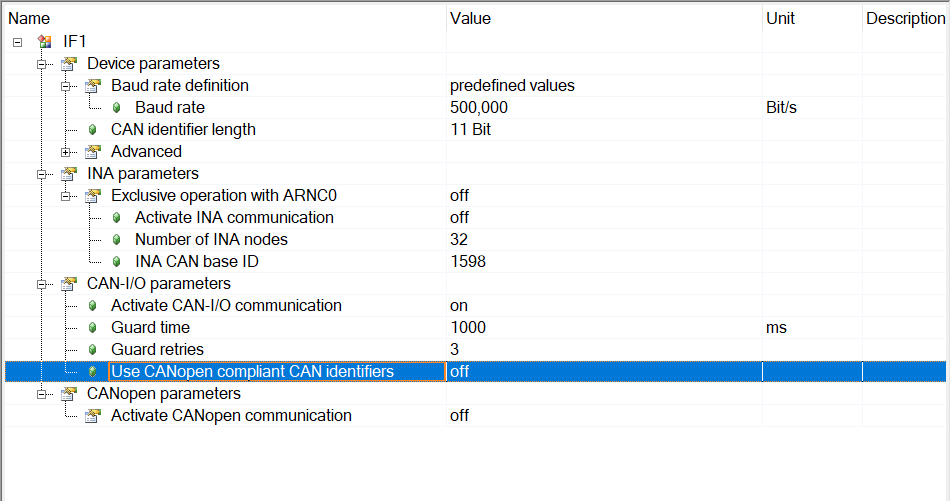 Name Value Unit Description
IF1
Device parameters
Baud rate definition predefined values
Baud rate 500,000 Bit/s
CAN identifier length 11 Bit
Advanced
INA parameters
Exclusive operation with ARNC0 off
Activate INA communication off
Number of INA nodes 32
INA CAN base ID 1598
CAN-I/O parameters
Activate CAN-I/O communication on
Guard time 1000 ms
Guard retries 3
Use CANopen compliant CAN identifiers off
CANopen parameters
Activate CANopen communication off